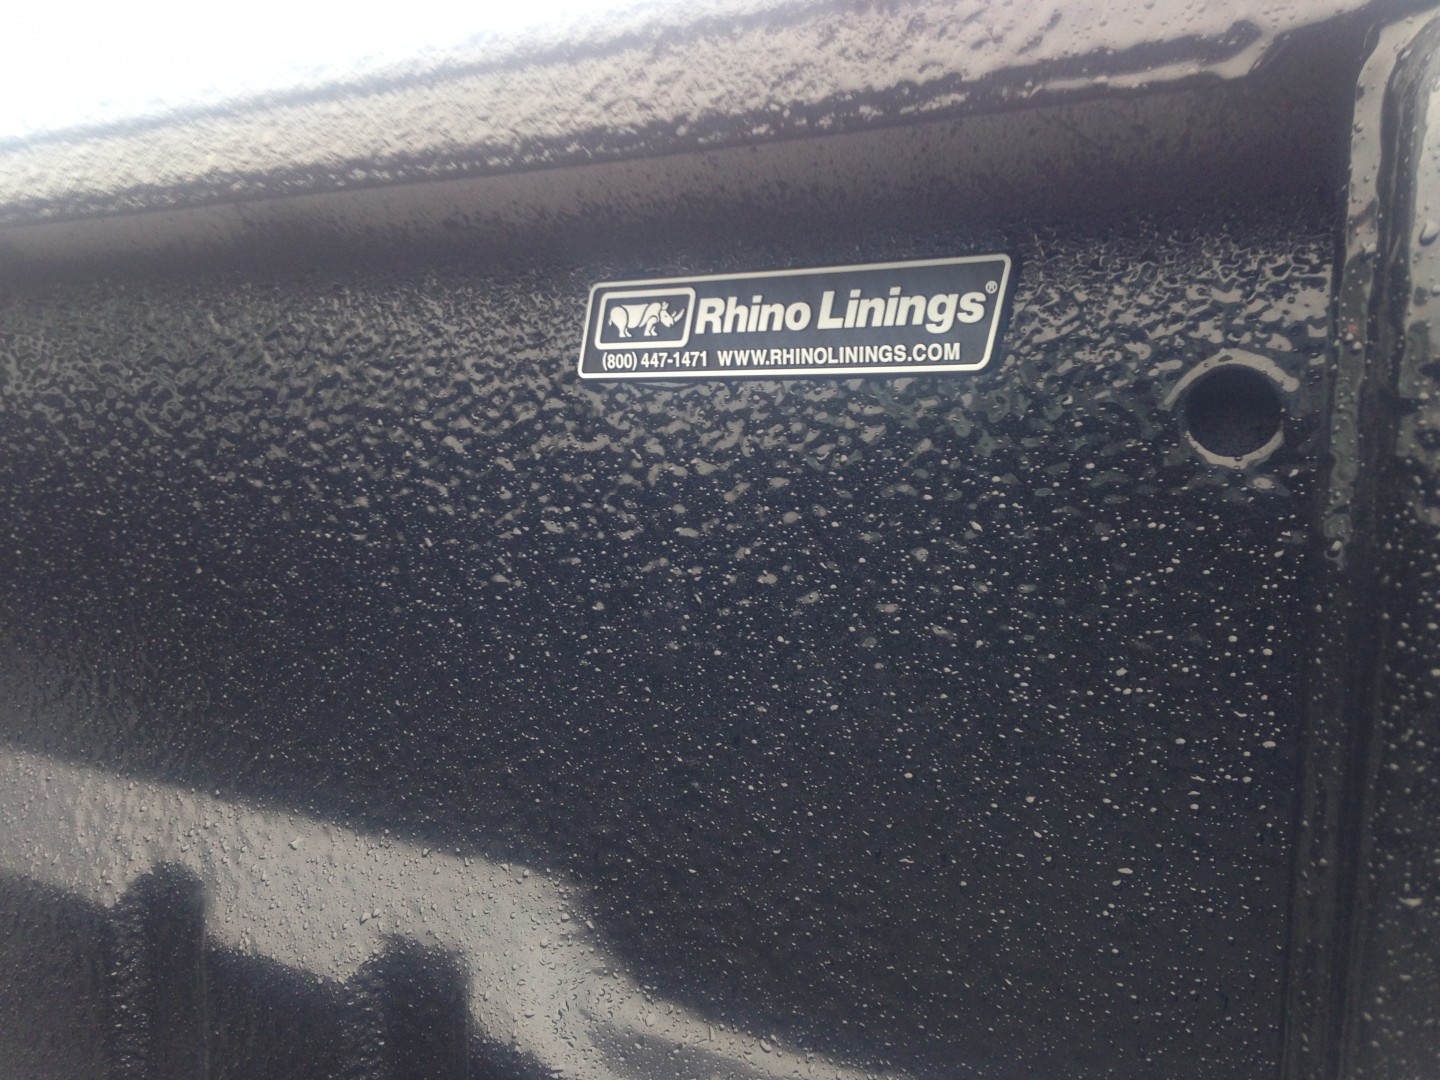 Rhino Linings®
(800) 447-1471 WWW.RHINOLININGS.COM